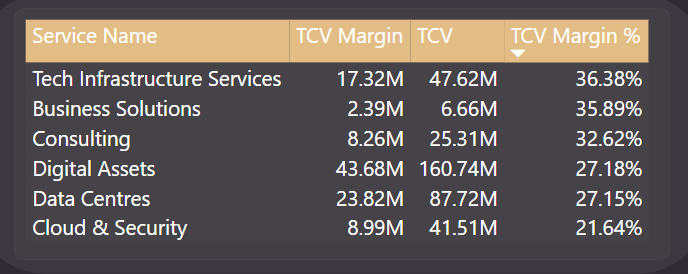 Service Name TCV Margin TCV TCV Margin %
Tech Infrastructure Services 17.32M 47.62M 36.38%
Business Solutions 2.39M 6.66M 35.89%
Consulting 8.26M 25.31M 32.62%
Digital Assets 43.68M 160.74M 27.18%
Data Centres 23.82M 87.72M 27.15%
Cloud & Security 8.99M 41.51M 21.64%